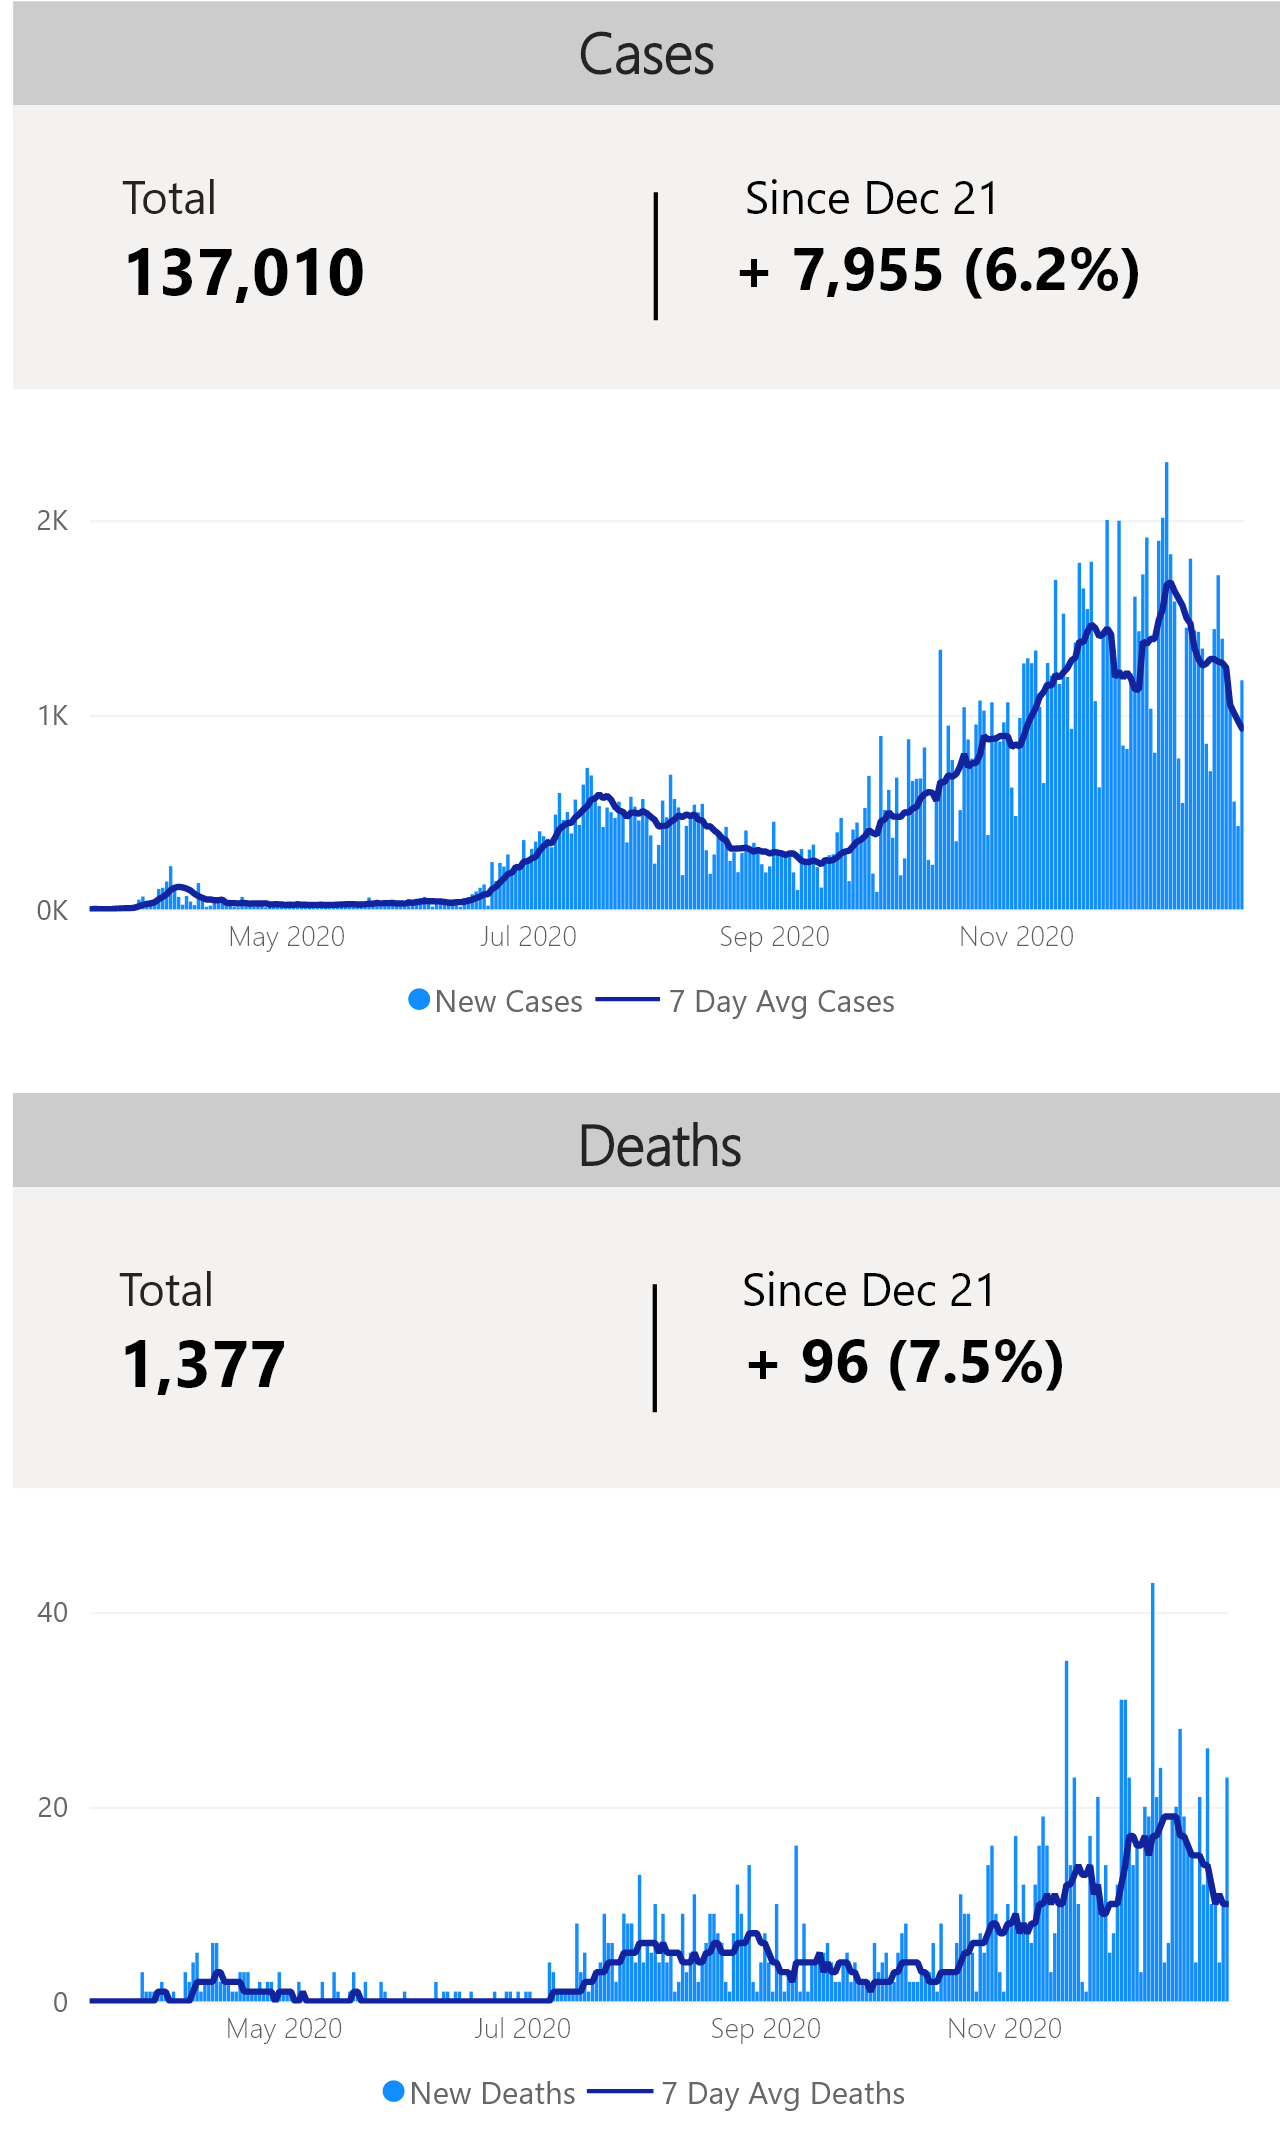 Cases
Total
Since Dec 21
137,010
+ 7,955 (6.2%)
2K
1K
0K
May 2020
Jul 2020
Sep 2020
Nov 2020
New Cases
7 Day Avg Cases
Deaths
Total
Since Dec 21
1,377
+ 96 (7.5%)
40
20
0
May 2020
Jul 2020
Sep 2020
Nov 2020
New Deaths
7 Day Avg Deaths